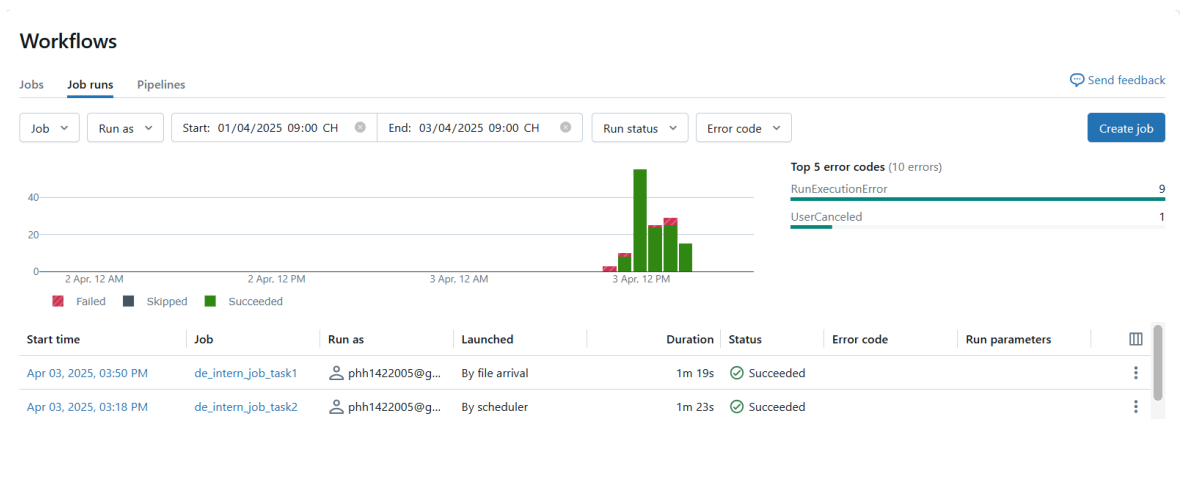 Workflows
Jobs Job runs Pipelines
Send feedback
Job Run as Start: 01/04/2025 09:00 CH End: 03/04/2025 09:00 CH Run status Error code Create job
Top 5 error codes (10 errors)
RunExecutionError 9
UserCanceled 1
40
20
0
2 Apr, 12 AM 2 Apr, 12 PM 3 Apr, 12 AM 3 Apr, 12 PM
Failed Skipped Succeeded
Start time Job Run as Launched Duration Status Error code Run parameters
Apr 03, 2025, 03:50 PM de_intern_job_task1 phh1422005@g... By file arrival 1m 19s Succeeded
Apr 03, 2025, 03:18 PM de_intern_job_task2 phh1422005@g... By scheduler 1m 23s Succeeded